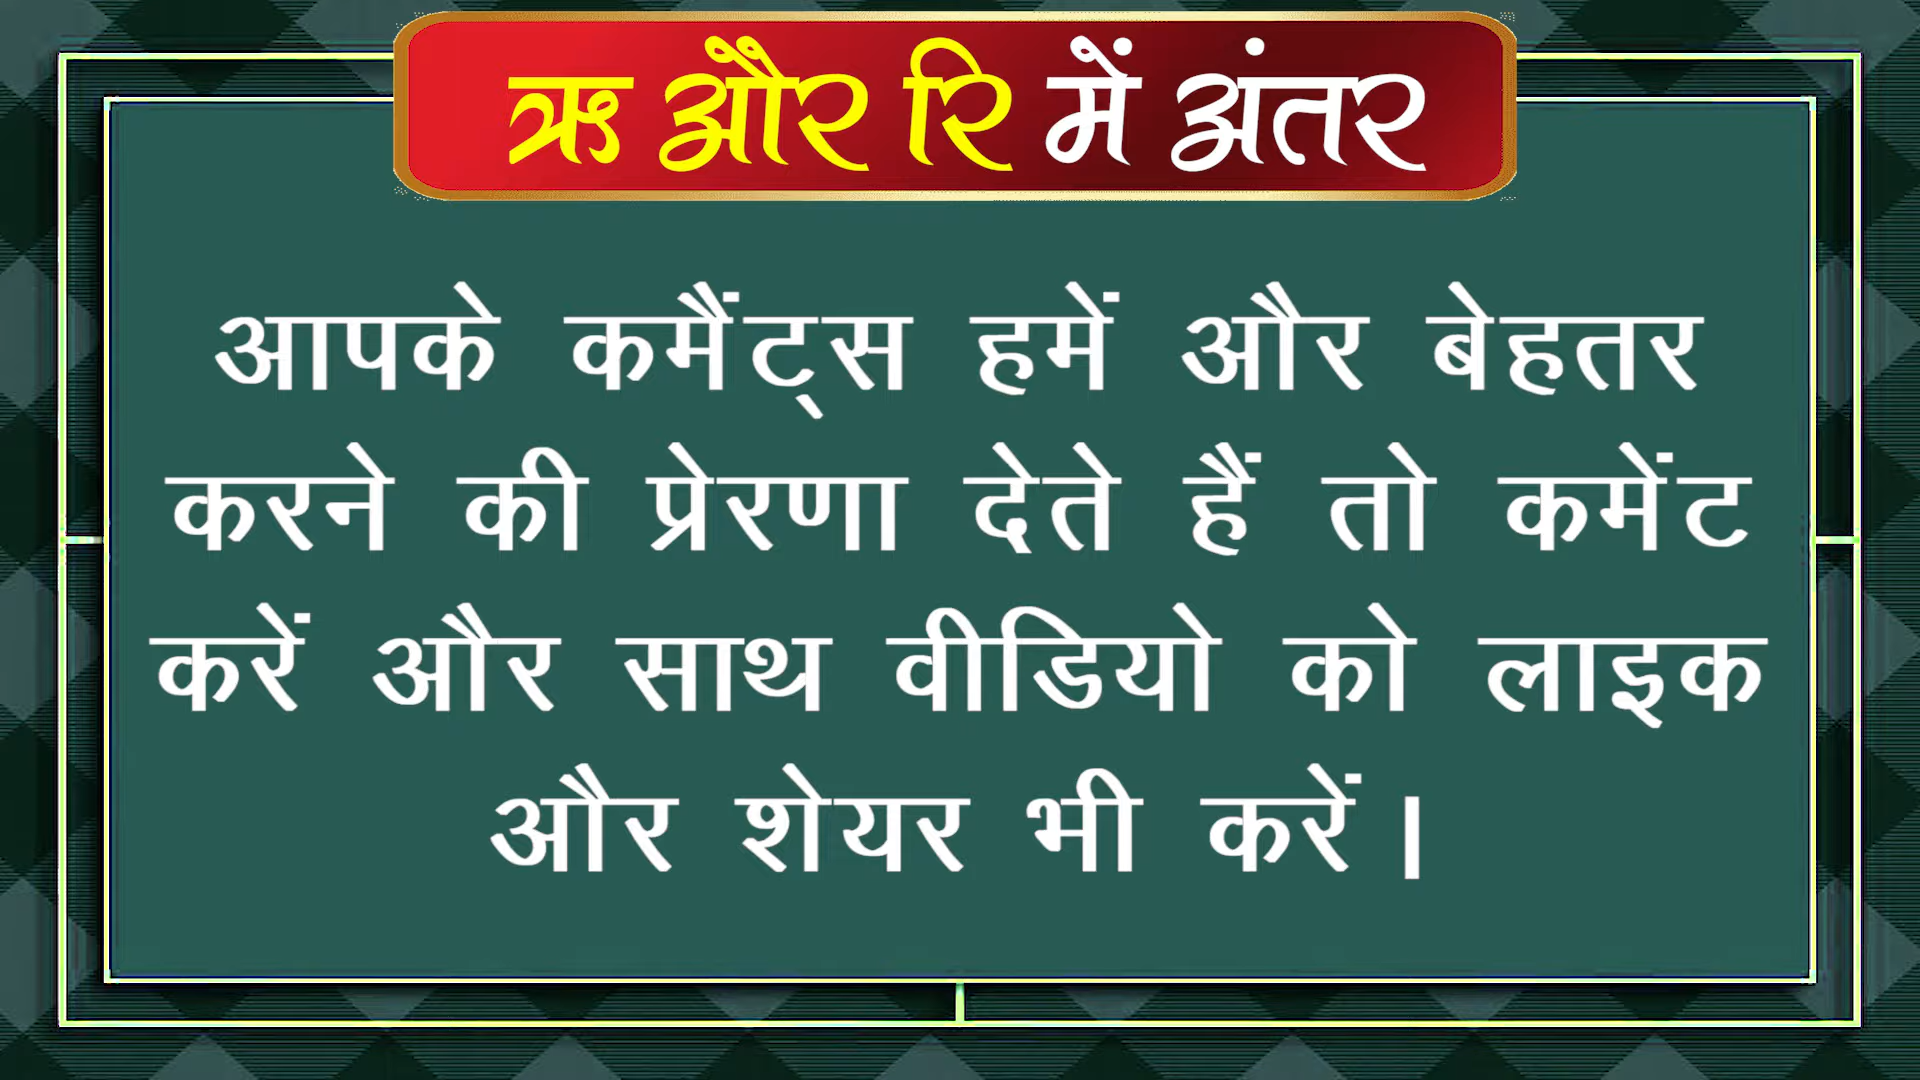 ऋ और रि में अंतर
आपके कमैंट्स हमें और बेहतर
करने की प्रेरणा देते हैं तो कमेंट
करें और साथ वीडियो को लाइक
और शेयर भी करें।